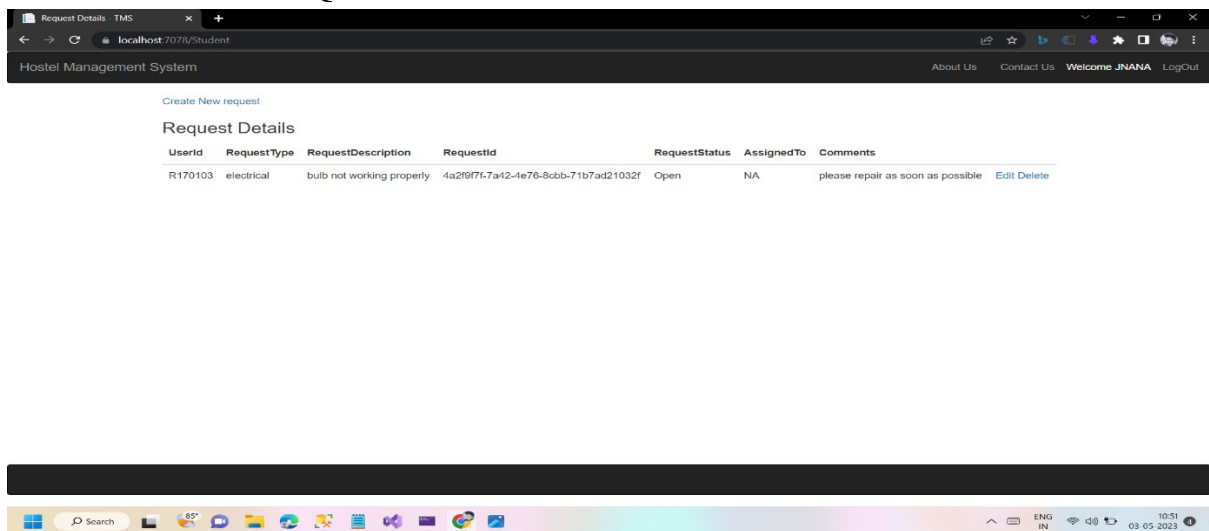 Request Details - TMS
localhost:7078/Student
Hostel Management System About Us Contact Us Welcome JNANA LogOut
Create New request
Request Details
UserId RequestType RequestDescription RequestId RequestStatus AssignedTo Comments
R170103 electrical bulb not working properly 4a2f9f7f-7a42-4e76-8cbb-71b7ad21032f Open NA please repair as soon as possible Edit Delete
Search 85° ENG 10:51
IN 03-05-2023 4